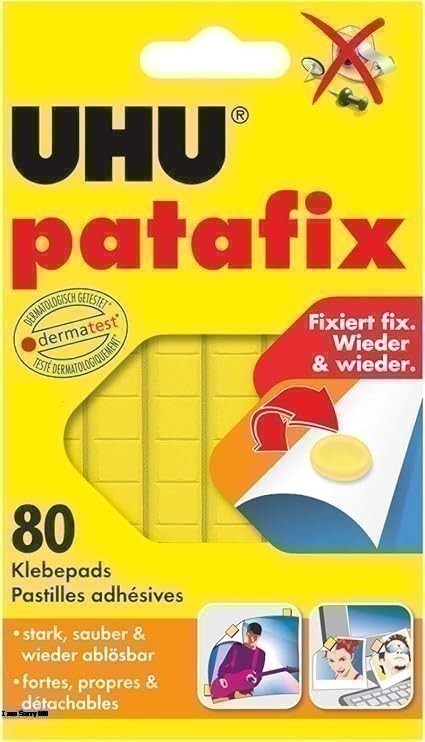 UHU®
patafix
DERMATOLOGISCH GETESTET
dermatest®
TESTÉ DERMATOLOGIQUEMENT
Fixiert fix.
Wieder
& wieder.
80
Klebepads
Pastilles adhésives
• stark, sauber &
wieder ablösbar
• fortes, propres &
détachables